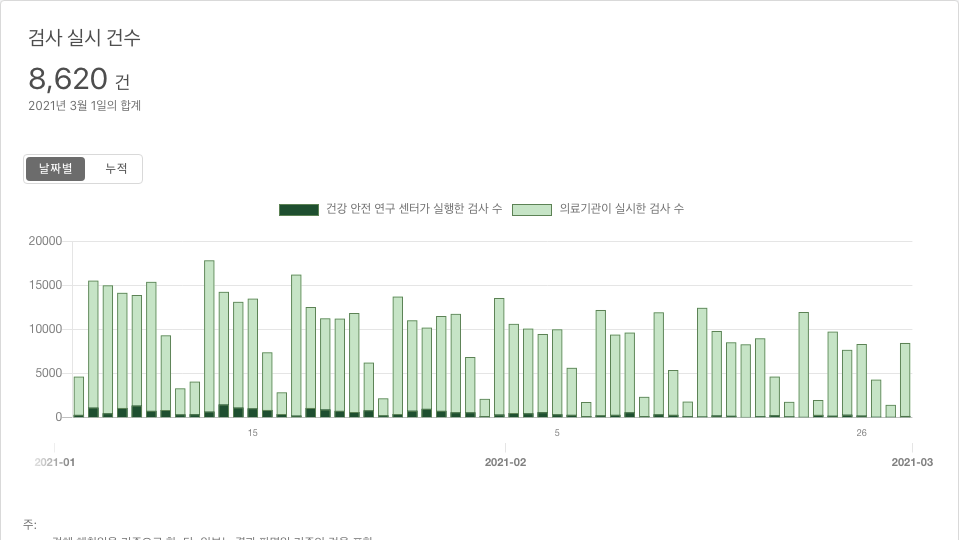 검사 실시 건수
8,620 건
2021년 3월 1일의 합계
날짜별 누적
건강 안전 연구 센터가 실행한 검사 수 의료기관이 실시한 검사 수
20000
15000
10000
5000
0
15 5 26
2021-01 2021-02 2021-03
주: